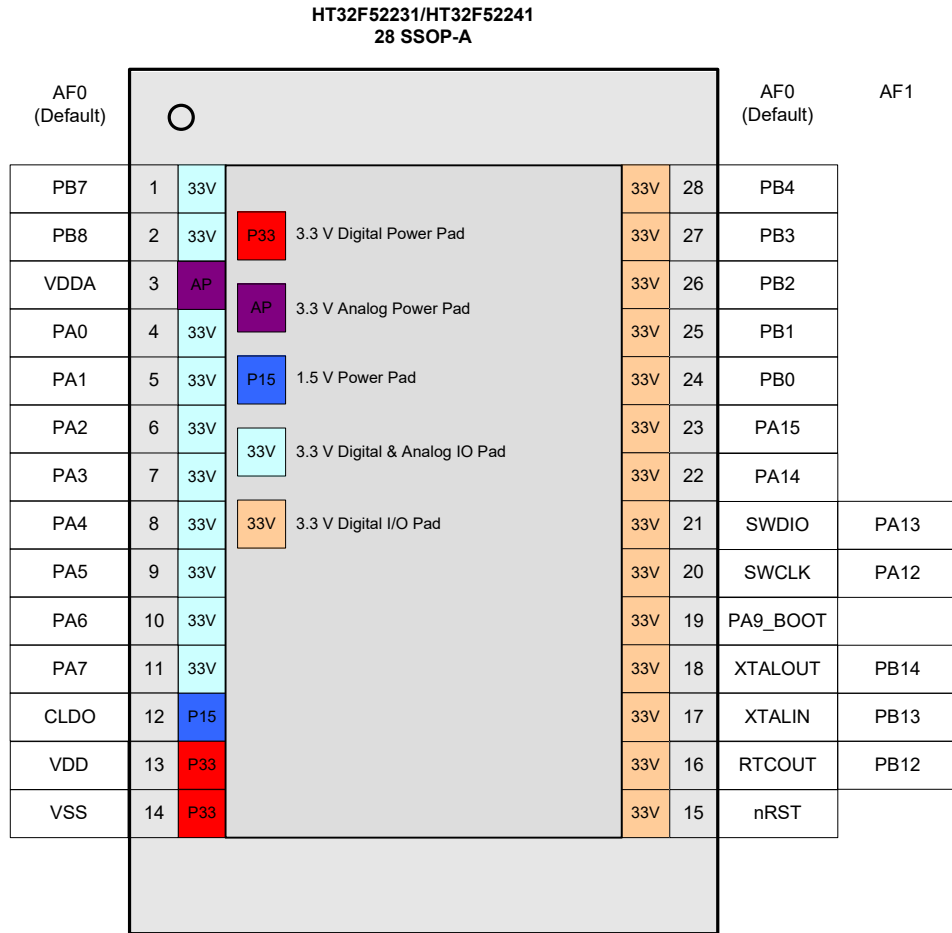 HT32F52231/HT32F52241
28 SSOP-A
AF0
(Default)
AF0
(Default)
AF1
PB7 1 33V 33V 28 PB4
PB8 2 33V 33V 27 PB3
VDDA 3 AP 33V 26 PB2
PA0 4 33V 33V 25 PB1
PA1 5 33V 33V 24 PB0
PA2 6 33V 33V 23 PA15
PA3 7 33V 33V 22 PA14
PA4 8 33V 33V 21 SWDIO PA13
PA5 9 33V 33V 20 SWCLK PA12
PA6 10 33V 33V 19 PA9_BOOT
PA7 11 33V 33V 18 XTALOUT PB14
CLDO 12 P15 33V 17 XTALIN PB13
VDD 13 P33 33V 16 RTCOUT PB12
VSS 14 P33 33V 15 nRST
P33 3.3 V Digital Power Pad
AP 3.3 V Analog Power Pad
P15 1.5 V Power Pad
33V 3.3 V Digital & Analog IO Pad
33V 3.3 V Digital I/O Pad